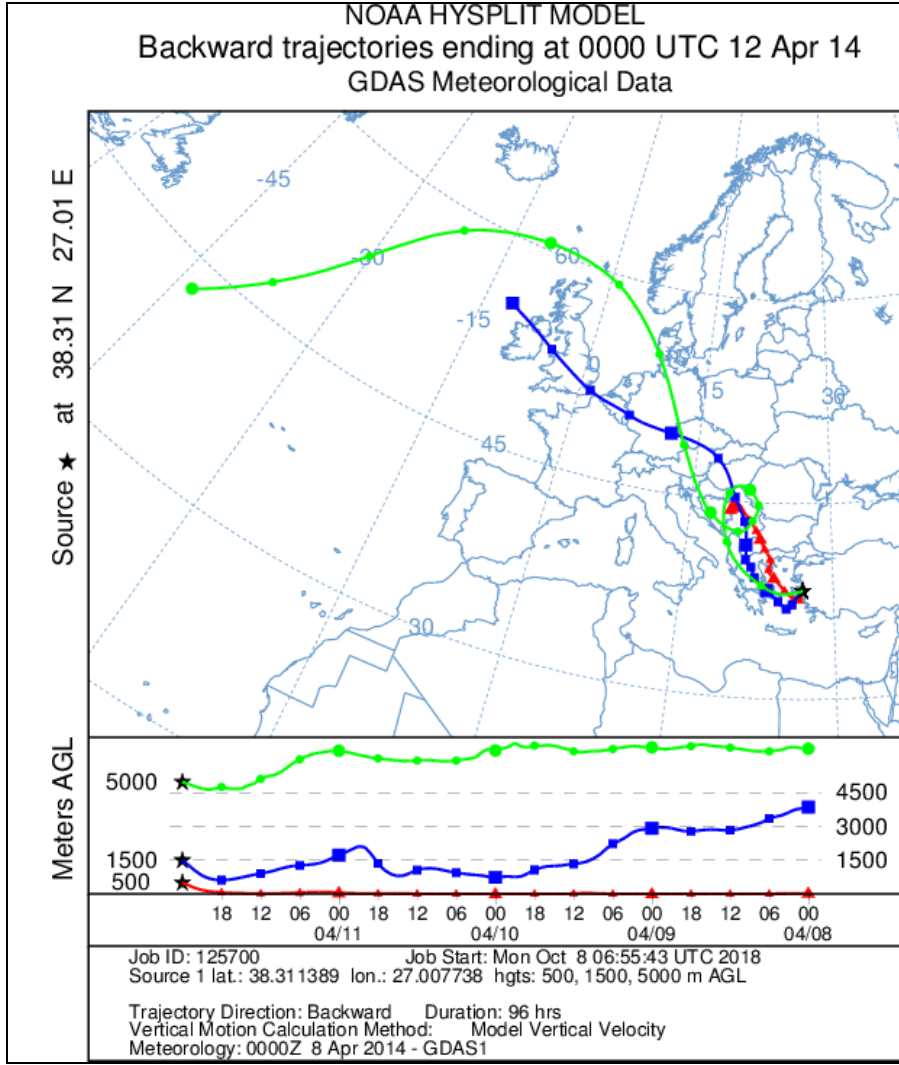 NOAA HYSPLIT MODEL
Backward trajectories ending at 0000 UTC 12 Apr 14
GDAS Meteorological Data
Source ★ at 38.31 N 27.01 E
-45
-30
60
-15
0
15
30
45
30
Meters AGL
5000
4500
3000
1500
1500
500
18 12 06 00 18 12 06 00 18 12 06 00 18 12 06 00
04/11 04/10 04/09 04/08
Job ID: 125700 Job Start: Mon Oct 8 06:55:43 UTC 2018
Source 1 lat.: 38.311389 lon.: 27.007738 hgts: 500, 1500, 5000 m AGL
Trajectory Direction: Backward Duration: 96 hrs
Vertical Motion Calculation Method: Model Vertical Velocity
Meteorology: 0000Z 8 Apr 2014 - GDAS1